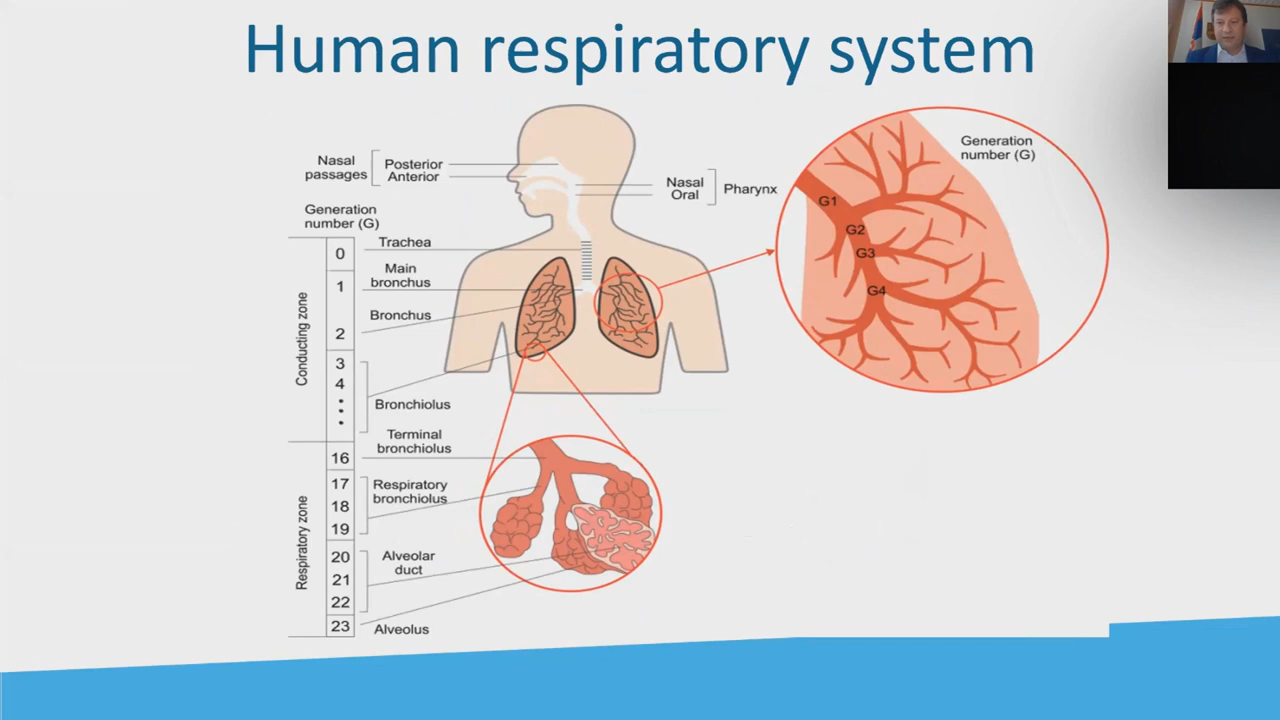 Human respiratory system
Nasal
passages
Posterior
Anterior
Nasal
Oral
Pharynx
Generation
number (G)
Conducting zone
0
Trachea
1
Main
bronchus
Bronchus
2
3
4
Bronchiolus
Respiratory zone
Terminal
bronchiolus
16
17
18
19
Respiratory
bronchiolus
20
21
22
Alveolar
duct
23
Alveolus
Generation
number (G)
G1
G2
G3
G4